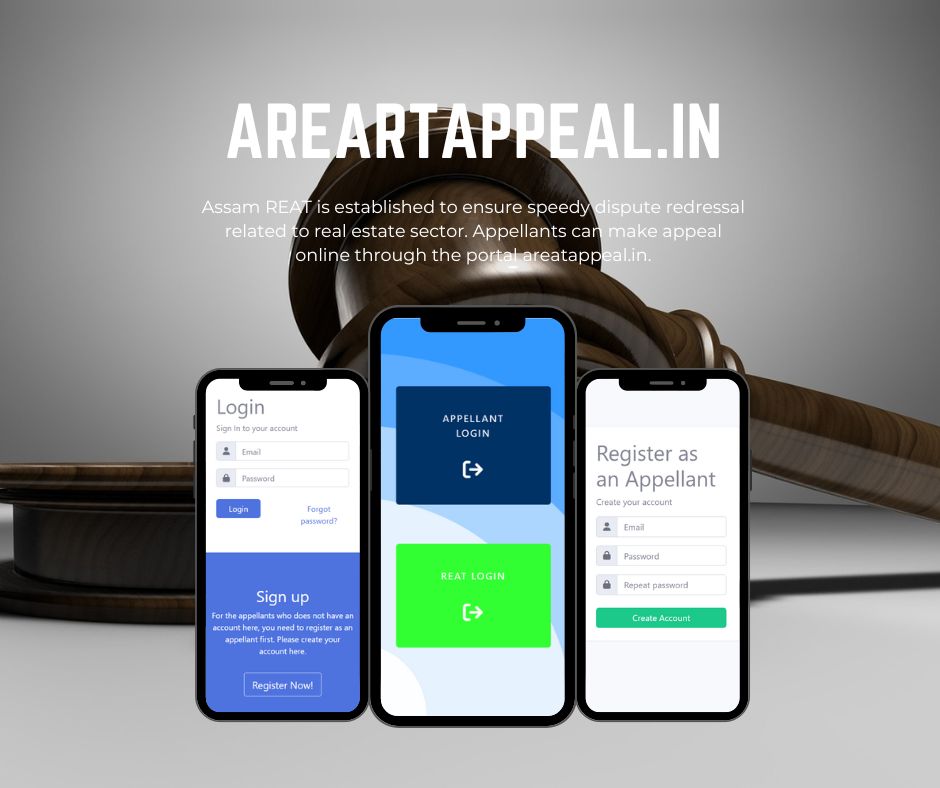 AREARTAPPEAL.IN
Assam REAT is established to ensure speedy dispute redressal
related to real estate sector. Appellants can make appeal
online through the portal areatappeal.in.
Login
Sign In to your account
Email
Password
Login
Forgot
password?
Sign up
For the appellants who does not have an
account here, you need to register as an
appellant first. Please create your
account here.
Register Now!
APPELLANT
LOGIN
REAT LOGIN
Register as
an Appellant
Create your account
Email
Password
Repeat password
Create Account